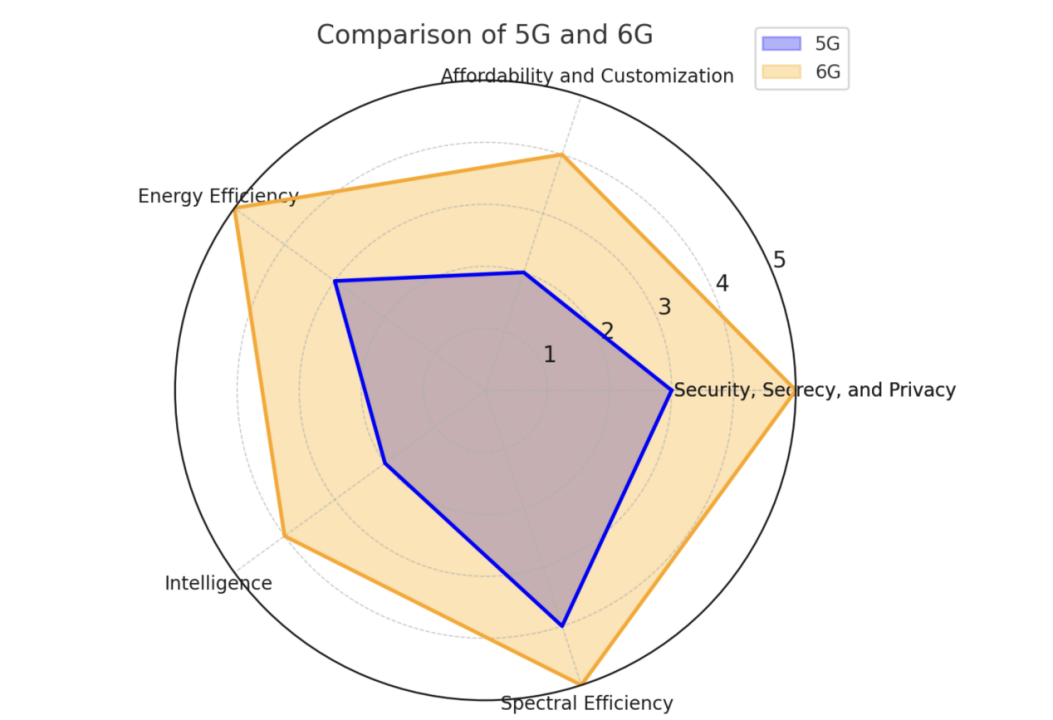 Comparison of 5G and 6G
5G
6G
Affordability and Customization
Energy Efficiency
5
4
3
2
1
Security, Secrecy, and Privacy
Intelligence
Spectral Efficiency